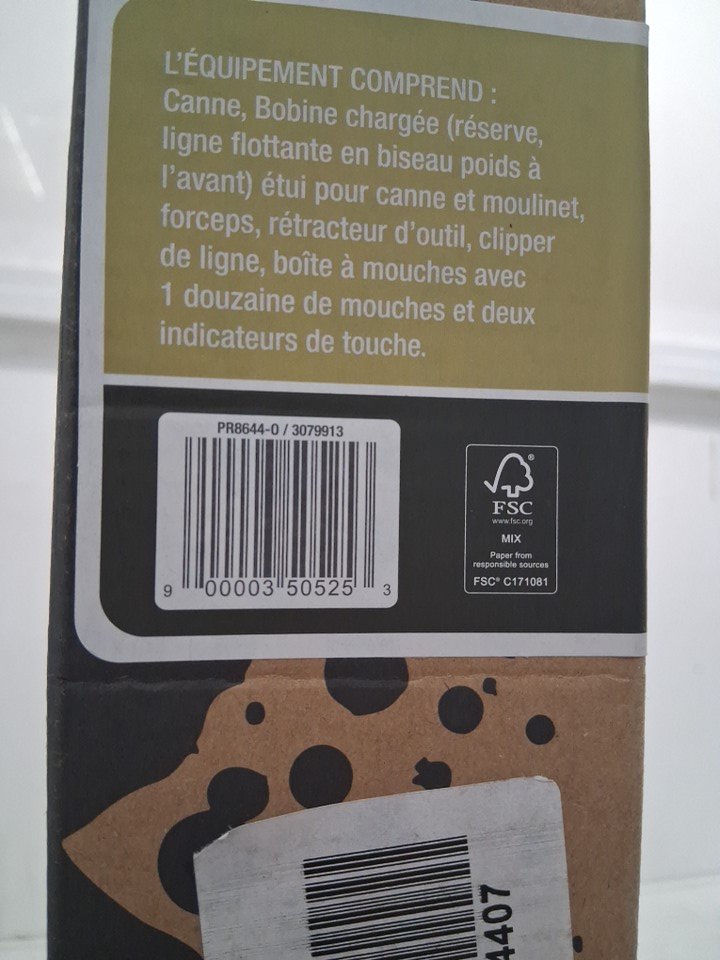 L'ÉQUIPEMENT COMPREND :
Canne, Bobine chargée (réserve,
ligne flottante en biseau poids à
l'avant) étui pour canne et moulinet,
forceps, rétracteur d'outil, clipper
de ligne, boîte à mouches avec
1 douzaine de mouches et deux
indicateurs de touche.
PR8644-0 / 3079913
9 00003 50525 3
FSC®
www.fsc.org
MIX
Paper from
responsible sources
FSC® C171081
4407